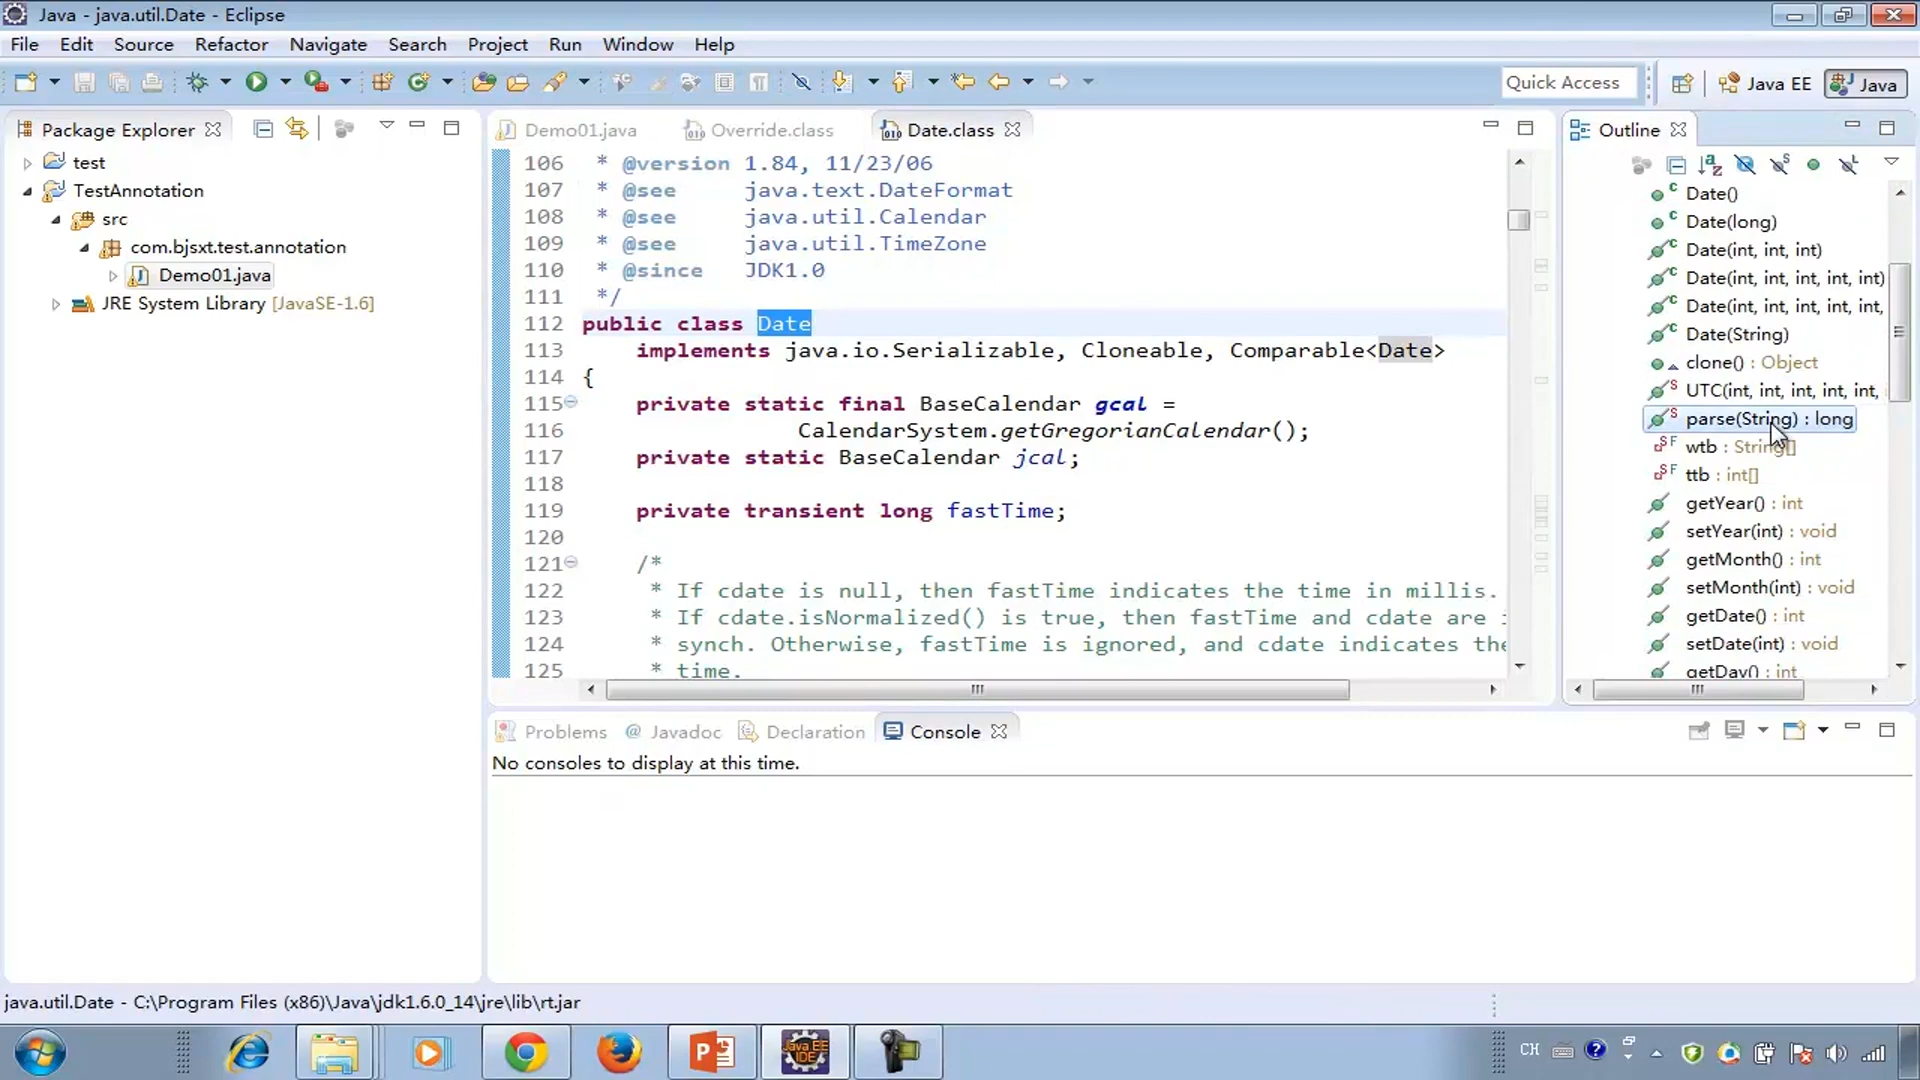 Java - java.util.Date - Eclipse
File Edit Source Refactor Navigate Search Project Run Window Help
Quick Access Java EE Java
Package Explorer
test
TestAnnotation
src
com.bjsxt.test.annotation
Demo01.java
JRE System Library [JavaSE-1.6]
Demo01.java Override.class Date.class
106 * @version 1.84, 11/23/06
107 * @see java.text.DateFormat
108 * @see java.util.Calendar
109 * @see java.util.TimeZone
110 * @since JDK1.0
111 */
112 public class Date
113 implements java.io.Serializable, Cloneable, Comparable<Date>
114 {
115 private static final BaseCalendar gcal =
116 CalendarSystem.getGregorianCalendar();
117 private static BaseCalendar jcal;
118
119 private transient long fastTime;
120
121 /*
122 * If cdate is null, then fastTime indicates the time in millis.
123 * If cdate.isNormalized() is true, then fastTime and cdate are i
124 * synch. Otherwise, fastTime is ignored, and cdate indicates the
125 * time.
Outline
Date()
Date(long)
Date(int, int, int)
Date(int, int, int, int, int)
Date(int, int, int, int, int,
Date(String)
clone() : Object
UTC(int, int, int, int, int,
parse(String) : long
wtb : String[]
ttb : int[]
getYear() : int
setYear(int) : void
getMonth() : int
setMonth(int) : void
getDate() : int
setDate(int) : void
getDay() : int
Problems @ Javadoc Declaration Console
No consoles to display at this time.
java.util.Date - C:\Program Files (x86)\Java\jdk1.6.0_14\jre\lib\rt.jar
Java EE
IDE
CH